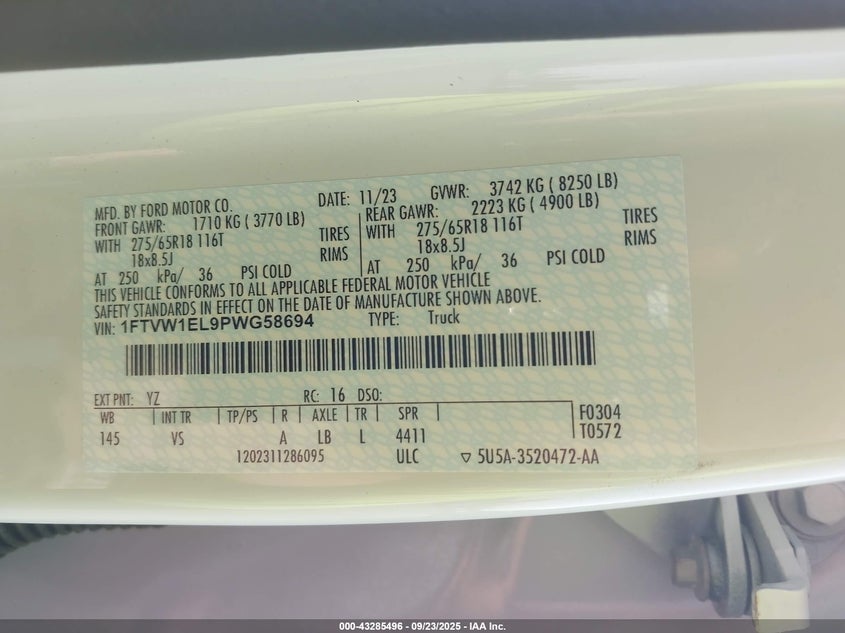 MFD. BY FORD MOTOR CO. DATE: 11/23 GVWR: 3742 KG ( 8250 LB)
FRONT GAWR: 1710 KG ( 3770 LB) REAR GAWR: 2223 KG ( 4900 LB)
WITH 275/65R18 116T TIRES WITH 275/65R18 116T TIRES
18x8.5J RIMS 18x8.5J RIMS
AT 250 kPa/ 36 PSI COLD AT 250 kPa/ 36 PSI COLD
THIS VEHICLE CONFORMS TO ALL APPLICABLE FEDERAL MOTOR VEHICLE
SAFETY STANDARDS IN EFFECT ON THE DATE OF MANUFACTURE SHOWN ABOVE.
VIN: 1FTVW1EL9PWG58694 TYPE: Truck
EXT PNT: YZ RC: 16 DSO:
WB INT TR TP/PS R AXLE TR SPR F0304
145 VS A LB L 4411 T0572
1202311286095 ULC ▽ 5U5A-3520472-AA
000-43285496 - 09/23/2025 - IAA Inc.